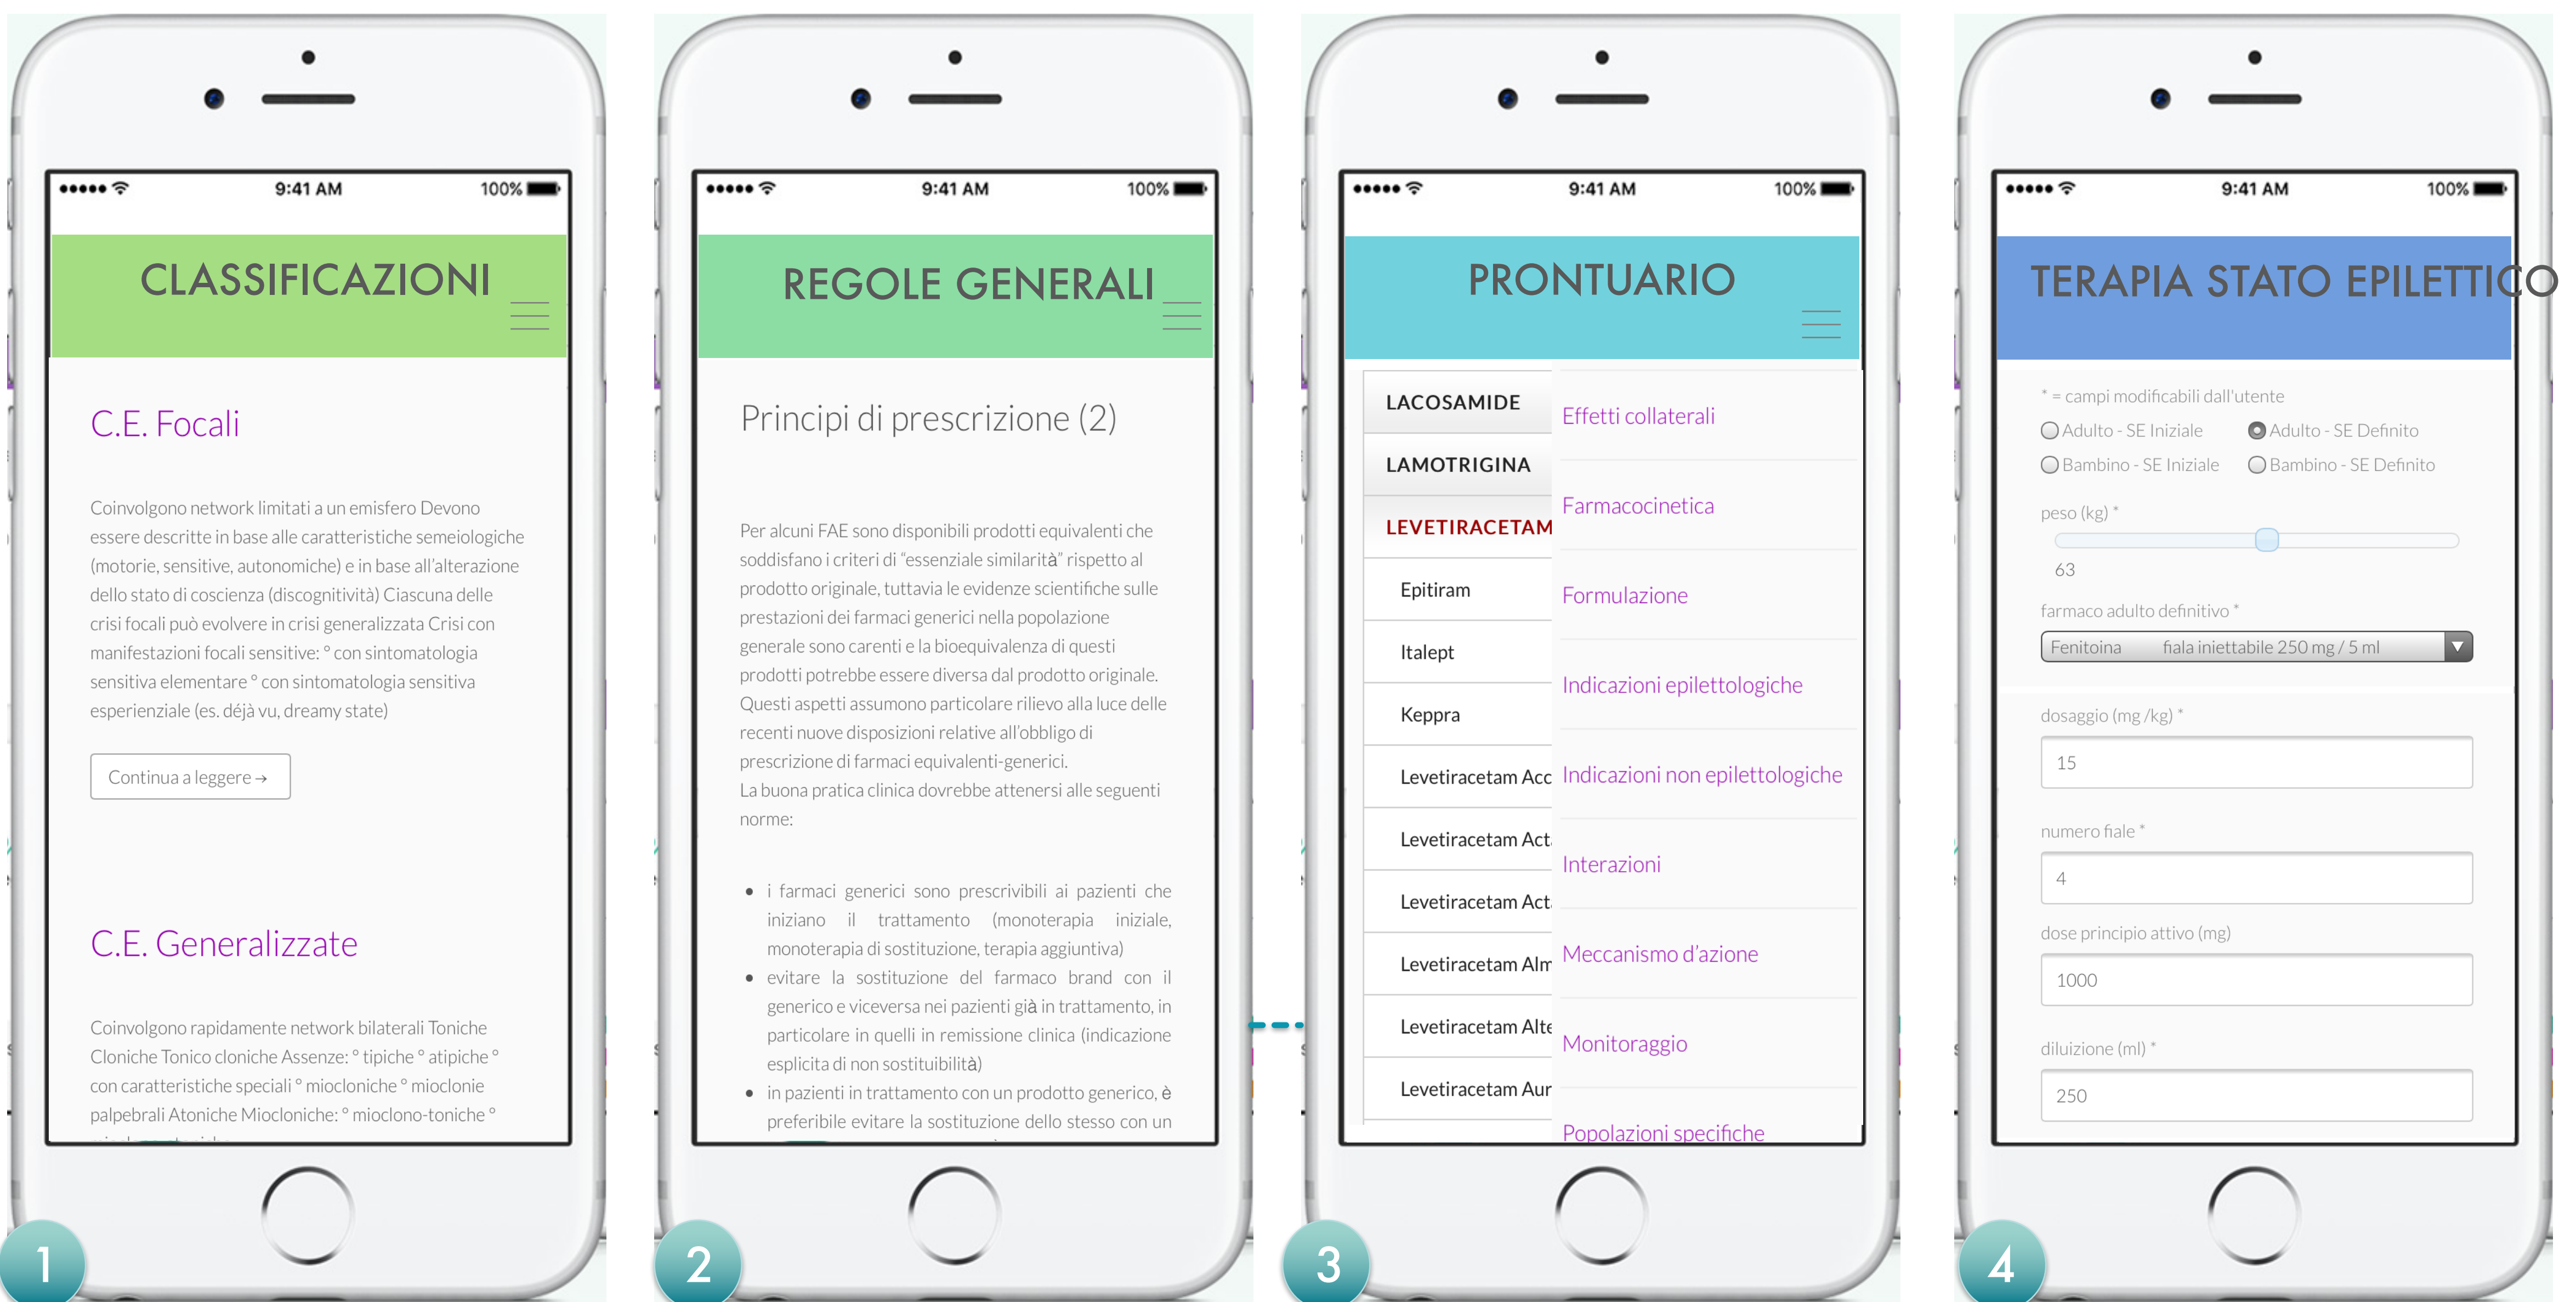 9:41 AM 100%
CLASSIFICAZIONI
C.E. Focali
Coinvolgono network limitati a un emisfero Devono
essere descritte in base alle caratteristiche semeiologiche
(motorie, sensitive, autonomiche) e in base all'alterazione
dello stato di coscienza (discognitività) Ciascuna delle
crisi focali può evolvere in crisi generalizzata Crisi con
manifestazioni focali sensitive: ° con sintomatologia
sensitiva elementare ° con sintomatologia sensitiva
esperienziale (es. déjà vu, dreamy state)
Continua a leggere →
C.E. Generalizzate
Coinvolgono rapidamente network bilaterali Toniche
Cloniche Tonico cloniche Assenze: ° tipiche ° atipiche °
con caratteristiche speciali ° miocloniche ° mioclonie
palpebrali Atoniche Miocloniche: ° mioclono-toniche °
1
9:41 AM 100%
REGOLE GENERALI
Principi di prescrizione (2)
Per alcuni FAE sono disponibili prodotti equivalenti che
soddisfano i criteri di "essenziale similarità" rispetto al
prodotto originale, tuttavia le evidenze scientifiche sulle
prestazioni dei farmaci generici nella popolazione
generale sono carenti e la bioequivalenza di questi
prodotti potrebbe essere diversa dal prodotto originale.
Questi aspetti assumono particolare rilievo alla luce delle
recenti nuove disposizioni relative all'obbligo di
prescrizione di farmaci equivalenti-generici.
La buona pratica clinica dovrebbe attenersi alle seguenti
norme:
• i farmaci generici sono prescrivibili ai pazienti che
iniziano il trattamento (monoterapia iniziale,
monoterapia di sostituzione, terapia aggiuntiva)
• evitare la sostituzione del farmaco brand con il
generico e viceversa nei pazienti già in trattamento, in
particolare in quelli in remissione clinica (indicazione
esplicita di non sostituibilità)
• in pazienti in trattamento con un prodotto generico, è
preferibile evitare la sostituzione dello stesso con un
2
9:41 AM 100%
PRONTUARIO
LACOSAMIDE
LAMOTRIGINA
LEVETIRACETAM
Epitiram
Italept
Keppra
Levetiracetam Acc
Levetiracetam Act
Levetiracetam Act
Levetiracetam Alm
Levetiracetam Alte
Levetiracetam Aur
Effetti collaterali
Farmacocinetica
Formulazione
Indicazioni epilettologiche
Indicazioni non epilettologiche
Interazioni
Meccanismo d'azione
Monitoraggio
Popolazioni specifiche
3
9:41 AM 100%
TERAPIA STATO EPILETTICO
* = campi modificabili dall'utente
Adulto - SE Iniziale Adulto - SE Definito
Bambino - SE Iniziale Bambino - SE Definito
peso (kg) *
63
farmaco adulto definitivo *
Fenitoina fiala iniettabile 250 mg / 5 ml
dosaggio (mg /kg) *
15
numero fiale *
4
dose principio attivo (mg)
1000
diluizione (ml) *
250
4